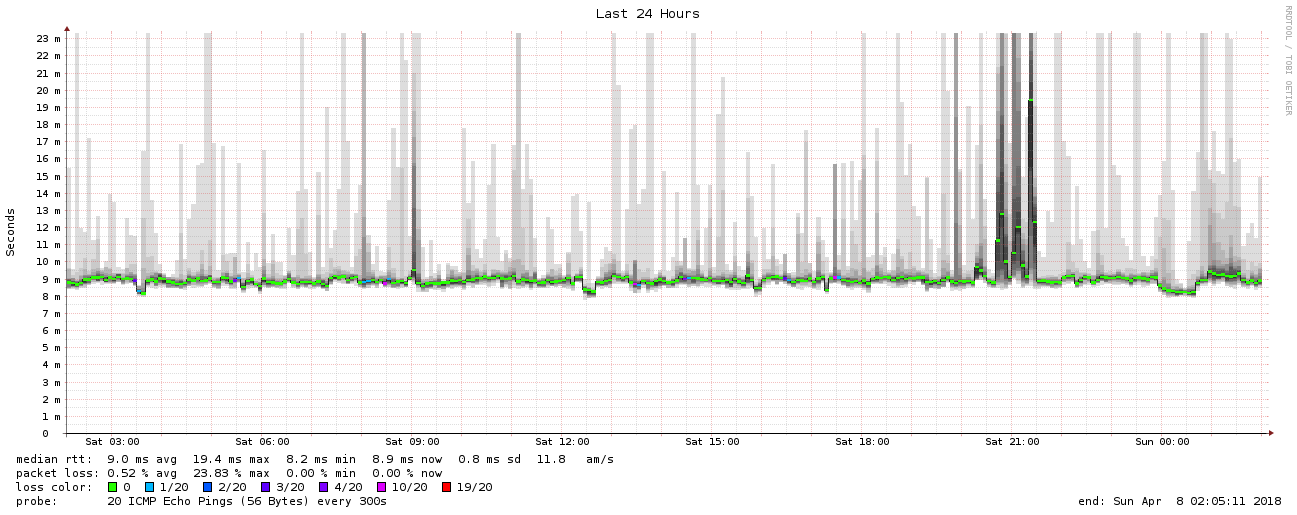 Last 24 Hours
RRDTOOL / TOBI OETIKER
Seconds
23 m
22 m
21 m
20 m
19 m
18 m
17 m
16 m
15 m
14 m
13 m
12 m
11 m
10 m
9 m
8 m
7 m
6 m
5 m
4 m
3 m
2 m
1 m
0
Sat 03:00 Sat 06:00 Sat 09:00 Sat 12:00 Sat 15:00 Sat 18:00 Sat 21:00 Sun 00:00
median rtt: 9.0 ms avg 19.4 ms max 8.2 ms min 8.9 ms now 0.8 ms sd 11.8 am/s
packet loss: 0.52 % avg 23.83 % max 0.00 % min 0.00 % now
loss color: 0 1/20 2/20 3/20 4/20 10/20 19/20
probe: 20 ICMP Echo Pings (56 Bytes) every 300s end: Sun Apr 8 02:05:11 2018